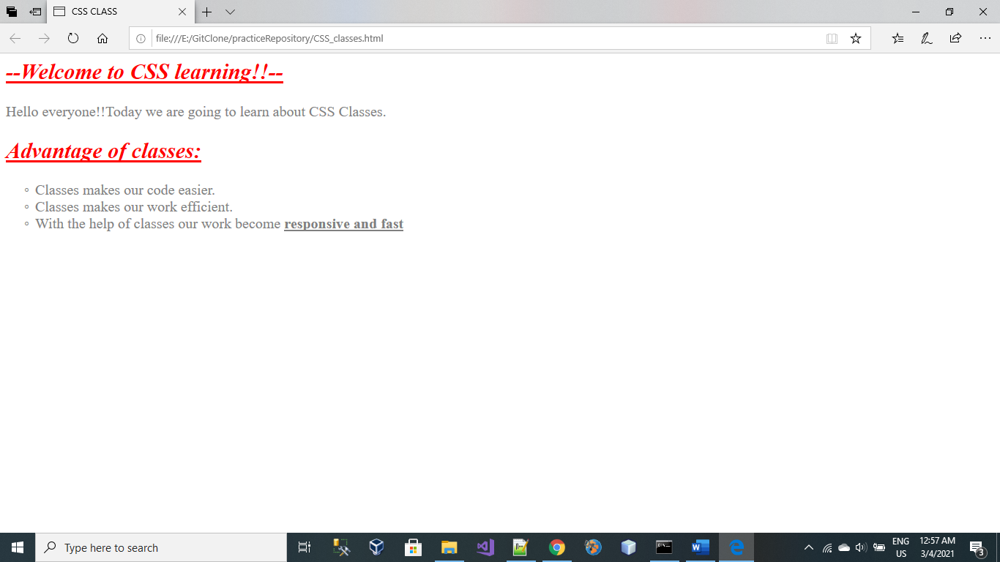 CSS CLASS
file:///E:/GitClone/practiceRepository/CSS_classes.html
--Welcome to CSS learning!!--
Hello everyone!!Today we are going to learn about CSS Classes.
Advantage of classes:
◦ Classes makes our code easier.
◦ Classes makes our work efficient.
◦ With the help of classes our work become responsive and fast
Type here to search
ENG
US
12:57 AM
3/4/2021
3